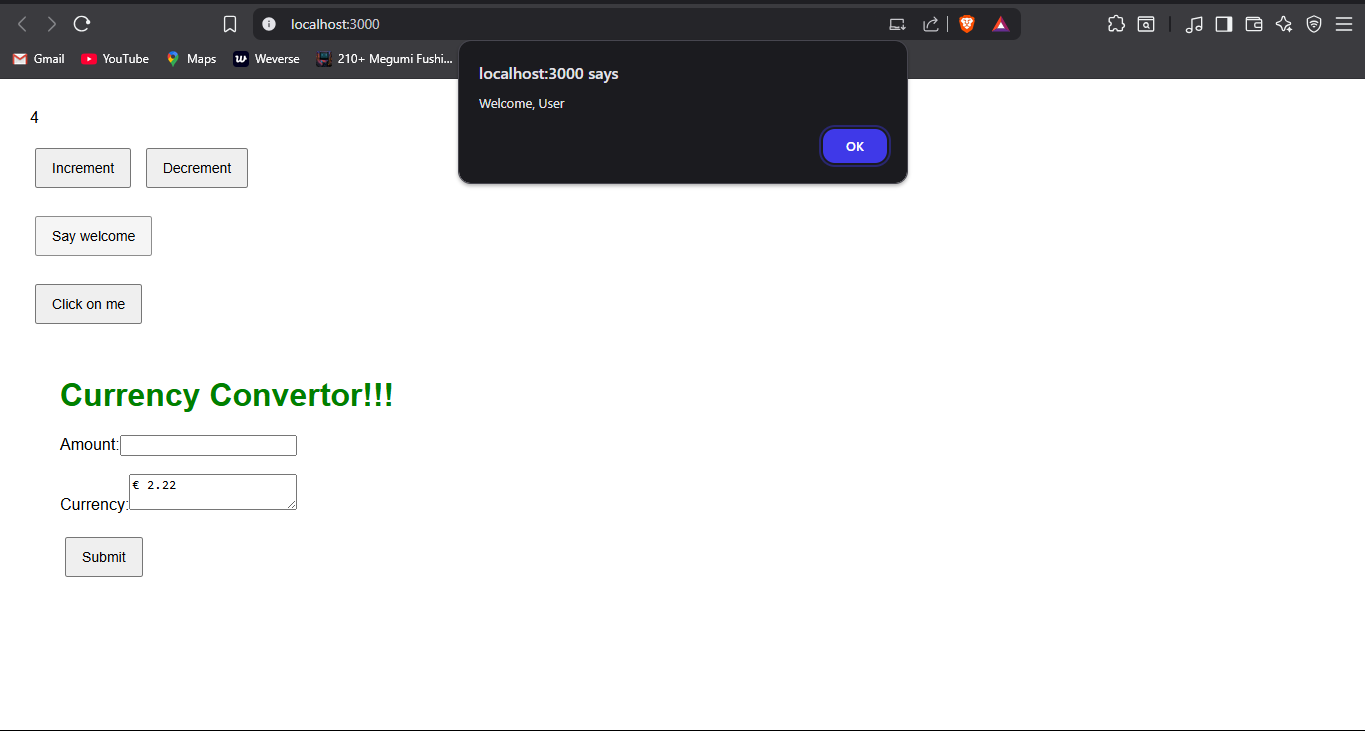 localhost:3000
Gmail YouTube Maps Weverse 210+ Megumi Fushi...
localhost:3000 says
Welcome, User
OK
4
Increment Decrement
Say welcome
Click on me
Currency Convertor!!!
Amount:
Currency: € 2.22
Submit